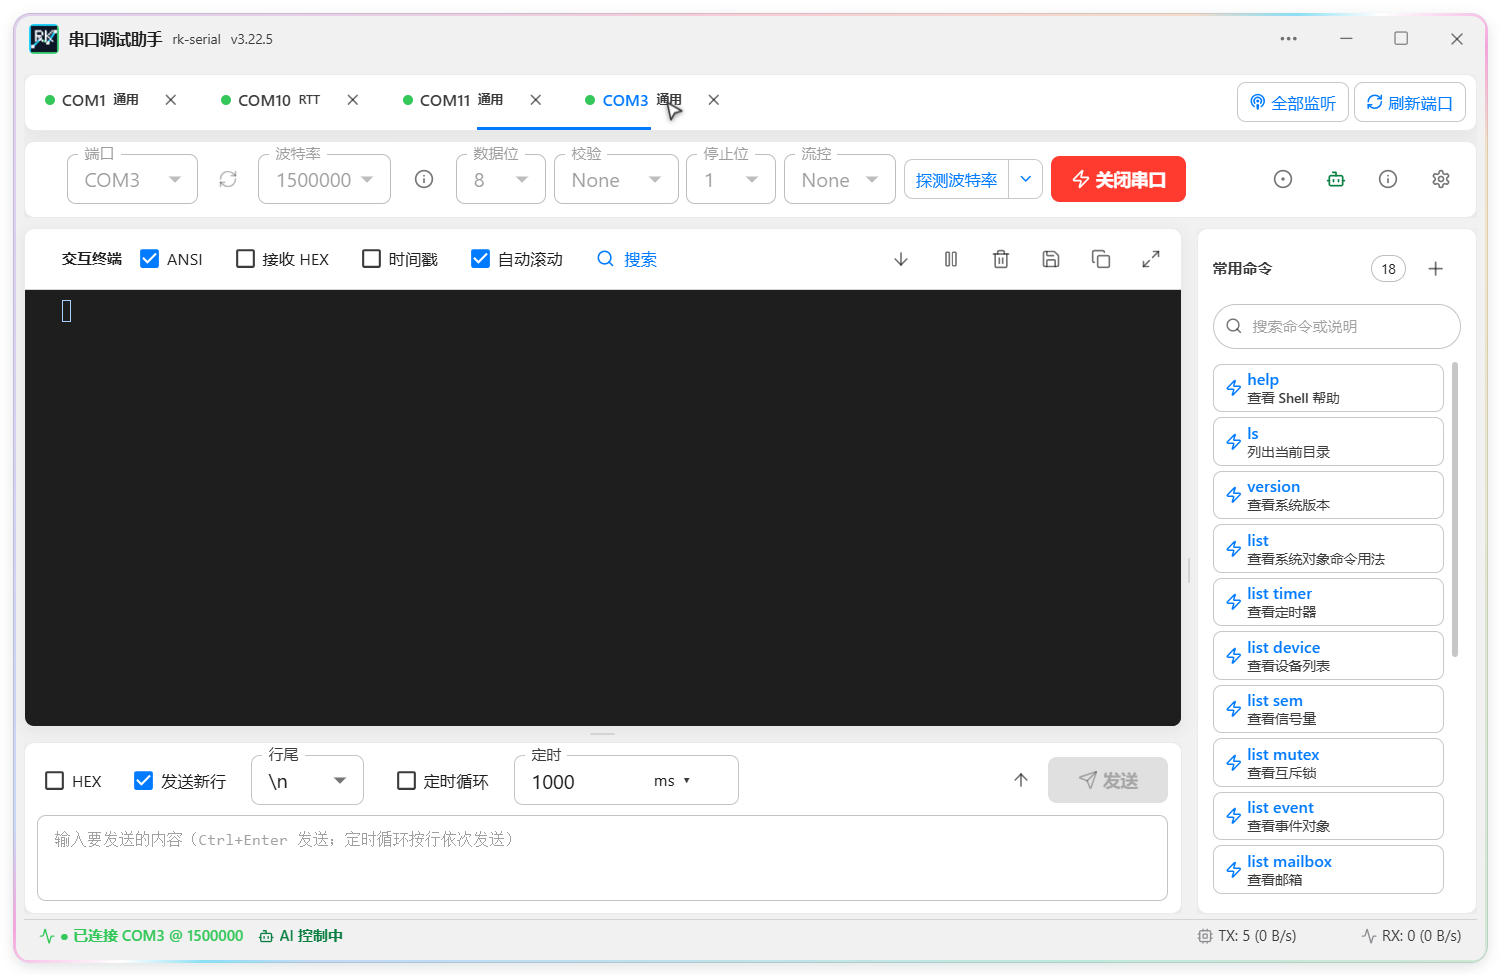 RK 串口调试助手 rk-serial v3.22.5
COM1 通用 COM10 RTT COM11 通用 COM3 通用 全部监听 刷新端口
端口 波特率 数据位 校验 停止位 流控
COM3 1500000 8 None 1 None 探测波特率 关闭串口
交互终端 ANSI 接收 HEX 时间戳 自动滚动 搜索
常用命令 18
搜索命令或说明
help
查看 Shell 帮助
ls
列出当前目录
version
查看系统版本
list
查看系统对象命令用法
list timer
查看定时器
list device
查看设备列表
list sem
查看信号量
list mutex
查看互斥锁
list event
查看事件对象
list mailbox
查看邮箱
行尾 定时
HEX 发送新行 \n 定时循环 1000 ms 发送
输入要发送的内容（Ctrl+Enter 发送；定时循环按行依次发送）
已连接 COM3 @ 1500000 AI 控制中 TX: 5 (0 B/s) RX: 0 (0 B/s)